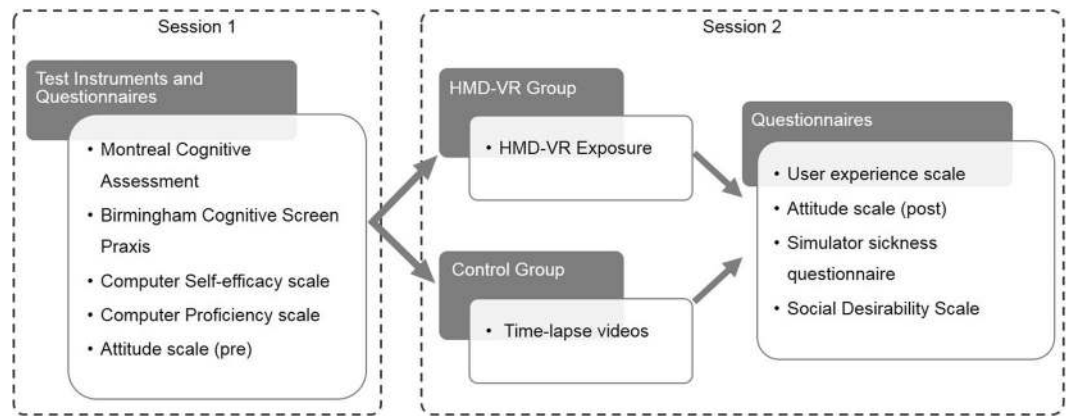 Session 1
Test Instruments and
Questionnaires
• Montreal Cognitive
Assessment
• Birmingham Cognitive Screen
Praxis
• Computer Self-efficacy scale
• Computer Proficiency scale
• Attitude scale (pre)
Session 2
HMD-VR Group
• HMD-VR Exposure
Control Group
• Time-lapse videos
Questionnaires
• User experience scale
• Attitude scale (post)
• Simulator sickness
questionnaire
• Social Desirability Scale